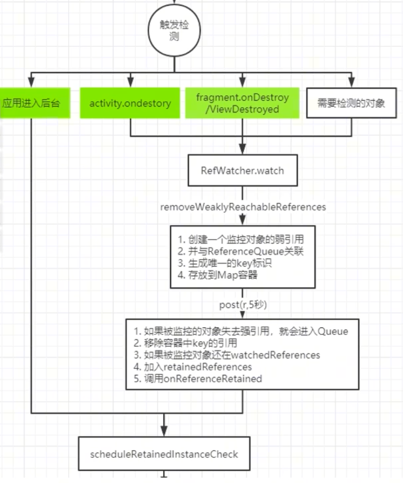 触发检
测
应用进入后台
activity.ondestory
fragment.onDestroy
/ViewDestroyed
需要检测的对象
RefWatcher.watch
removeWeaklyReachableReferences
1. 创建一个监控对象的弱引用
2. 并与ReferenceQueue关联
3. 生成唯一的key标识
4. 存放到Map容器
post(r,5秒)
1. 如果被监控的对象失去强引用，就会进入Queue
2. 移除容器中key的引用
3. 如果被监控对象还在watchedReferences
4. 加入retainedReferences
5. 调用onReferenceRetained
scheduleRetainedInstanceCheck